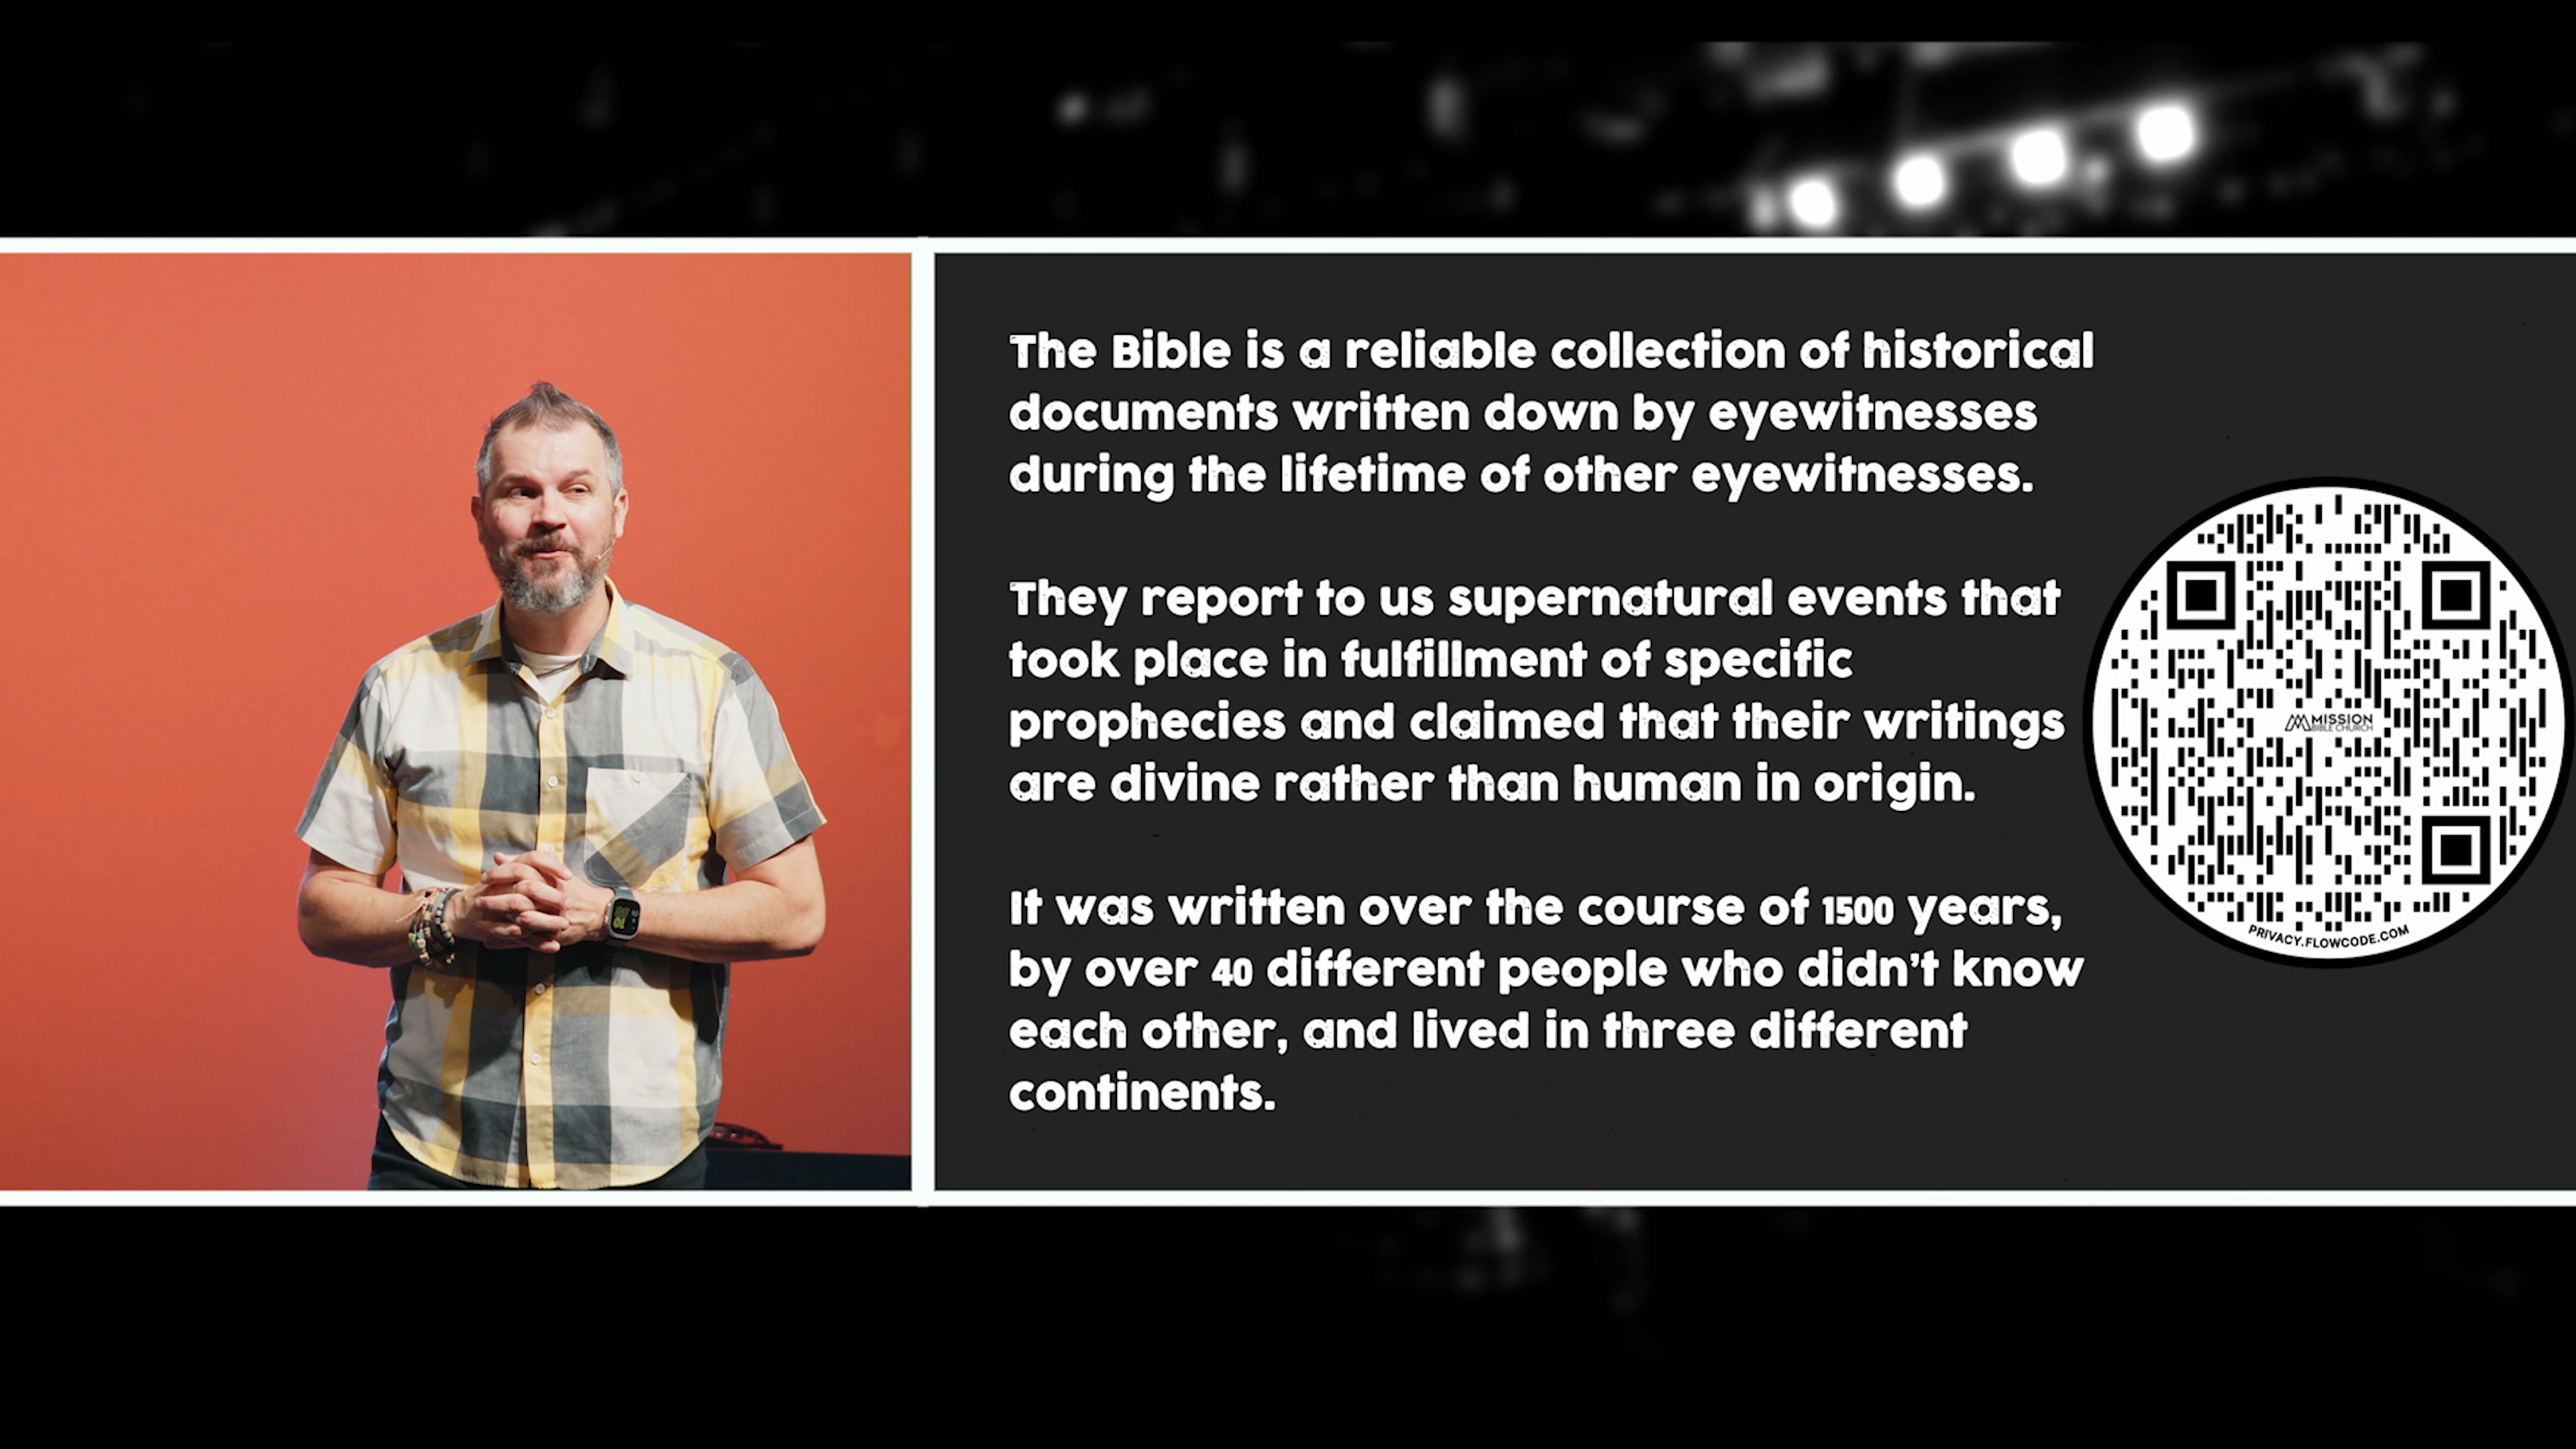 The Bible is a reliable collection of historical
documents written down by eyewitnesses
during the lifetime of other eyewitnesses.
They report to us supernatural events that
took place in fulfillment of specific
prophecies and claimed that their writings
are divine rather than human in origin.
It was written over the course of 1500 years,
by over 40 different people who didn't know
each other, and lived in three different
continents.
MISSION
BIBLE CHURCH
PRIVACY.FLOWCODE.COM